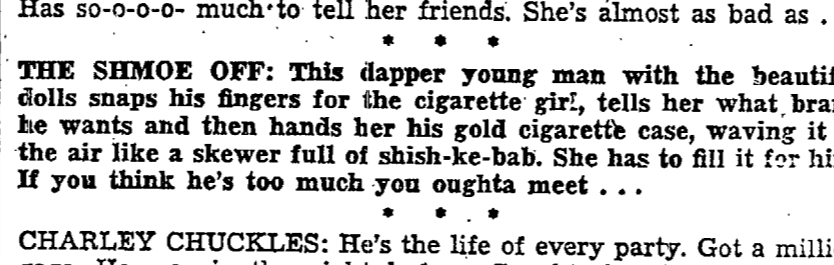 Has so-o-o-o- much to tell her friends. She's almost as bad as .
* * *
THE SHMOE OFF: This dapper young man with the beautif
dolls snaps his fingers for the cigarette girl, tells her what bra
he wants and then hands her his gold cigarette case, waving it
the air like a skewer full of shish-ke-bab. She has to fill it for hi
If you think he's too much you oughta meet . . .
* * *
CHARLEY CHUCKLES: He's the life of every party. Got a milli